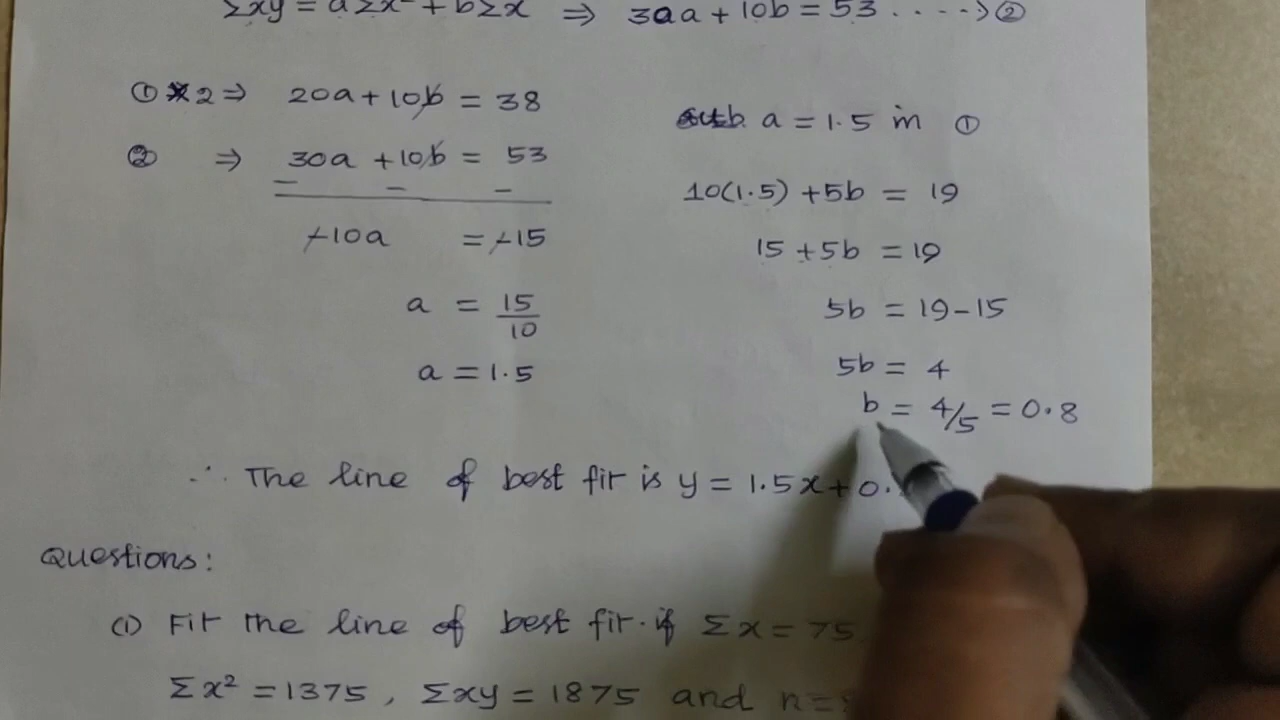 Σxy = aΣx² + bΣx ⇒ 30a + 10b = 53 . . . . → ②
① × 2 ⇒ 20a + 10b = 38
② ⇒ 30a + 10b = 53
− − −
-10a = -15
a = 15/10
a = 1.5
sub. a = 1.5 in ①
10(1.5) + 5b = 19
15 + 5b = 19
5b = 19 - 15
5b = 4
b = 4/5 = 0.8
∴ The line of best fit is y = 1.5x + 0.
Questions:
(1) Fit the line of best fit if Σx = 75
Σx² = 1375, Σxy = 1875 and n =